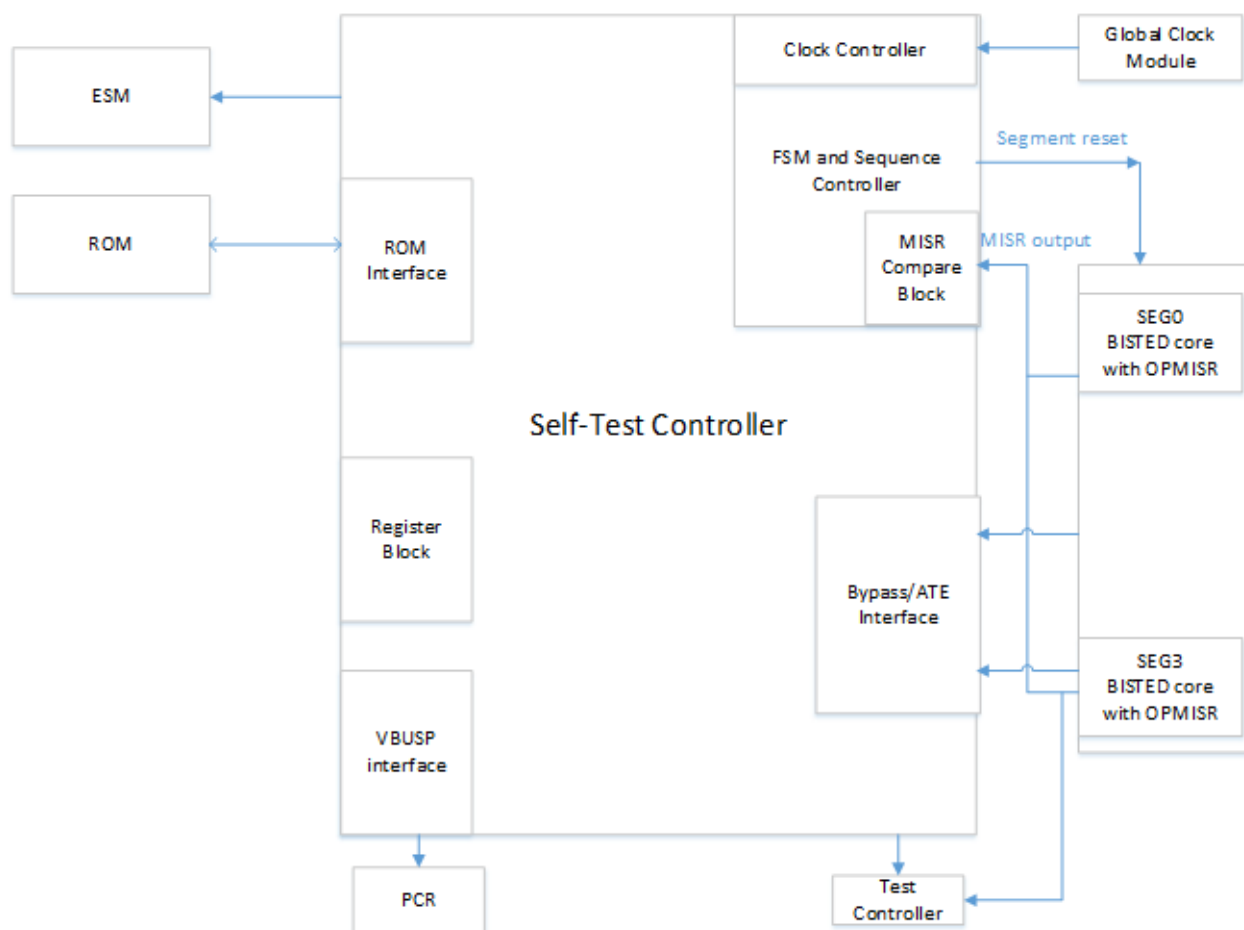 Clock Controller
Global Clock
Module
ESM
Segment reset
FSM and Sequence
Controller
ROM
ROM
Interface
MISR
Compare
Block
MISR output
SEG0
BISTED core
with OPMISR
Self-Test Controller
Register
Block
Bypass/ATE
Interface
SEG3
BISTED core
with OPMISR
VBUSP
interface
PCR
Test
Controller